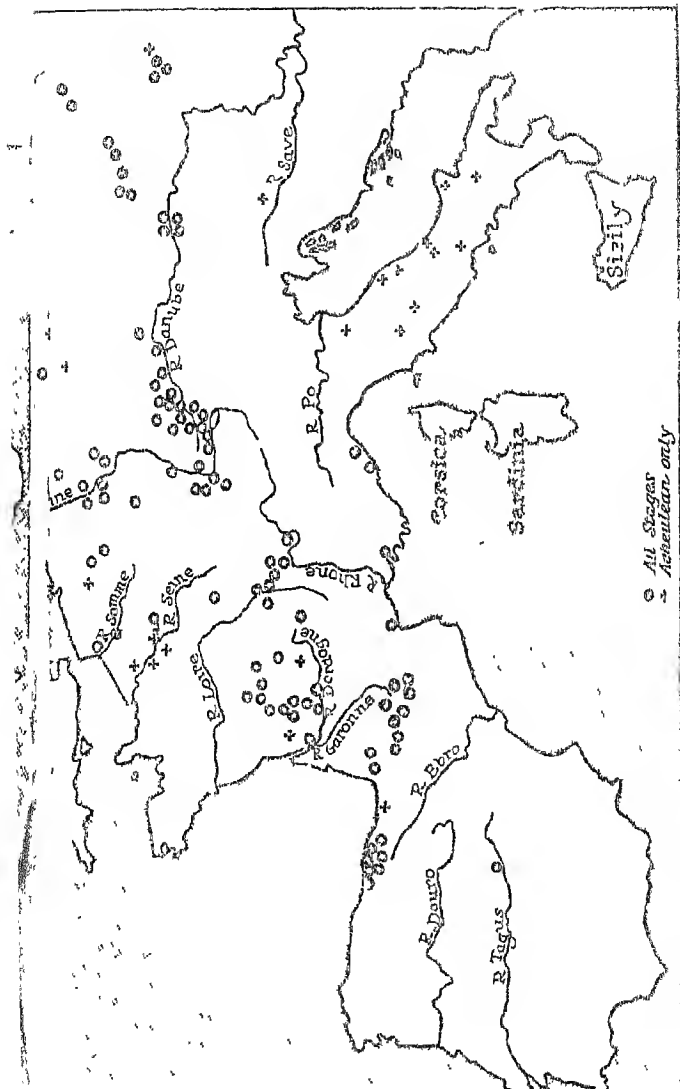 R Save
R Danube
R Po
ine
R Somme
R Seine
R Loire
R Rhone
R Dordogne
R Garonne
R Ebro
R Douro
R Tagus
Corsica
Sardinia
Sizily
All Stages
Acheulean only